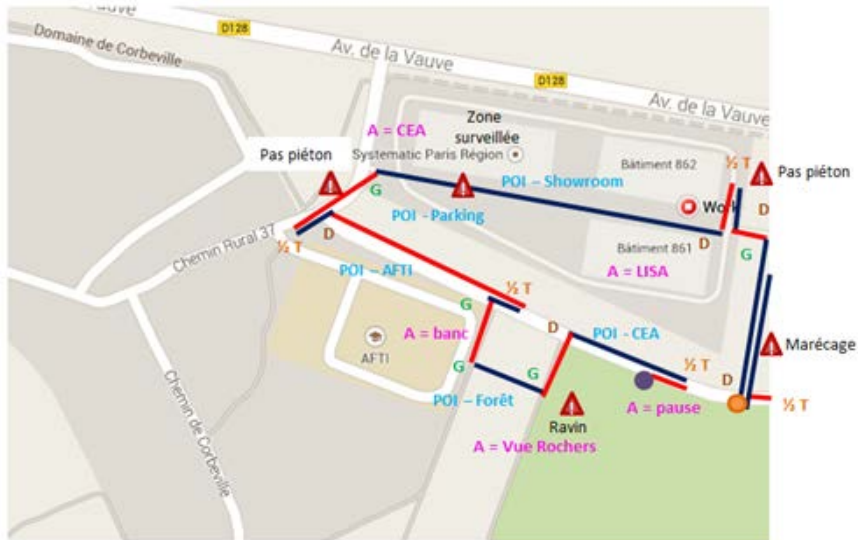 Vauve
D128
Domaine de Corbeville
Av. de la Vauve
D128
Av. de la Vauve
Zone
surveillée
A = CEA
Pas piéton
Systematic Paris Région
Bâtiment 862
½ T
Pas piéton
G
POI – Showroom
Work
D
POI - Parking
Chemin Rural 37
D
½ T
D
Bâtiment 861
G
A = LISA
POI – AFTI
½ T
G
A = banc
D
POI - CEA
Marécage
AFTI
G
G
½ T
D
POI – Forêt
A = pause
½ T
Ravin
A = Vue Rochers
Chemin de Corbeville